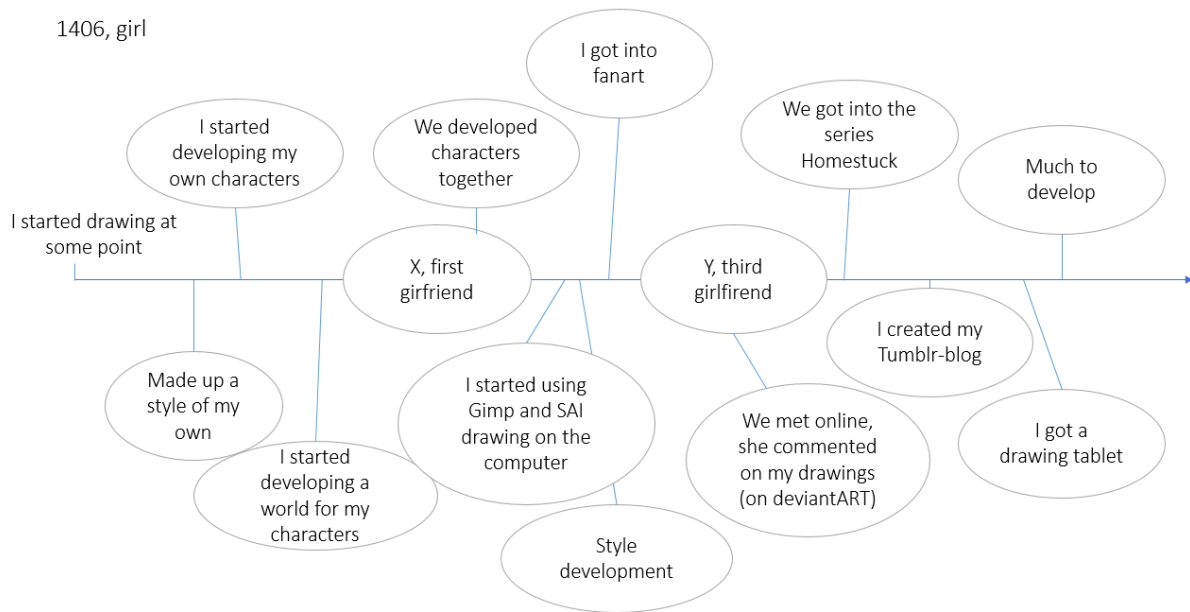 1406, girl
I started drawing at
some point
Made up a
style of my
own
I started
developing my
own characters
I started
developing a
world for my
characters
X, first
girfriend
We developed
characters
together
I started using
Gimp and SAI
drawing on the
computer
Style
development
I got into
fanart
Y, third
girlfirend
We met online,
she commented
on my drawings
(on deviantART)
We got into the
series
Homestuck
I created my
Tumblr-blog
I got a
drawing tablet
Much to
develop